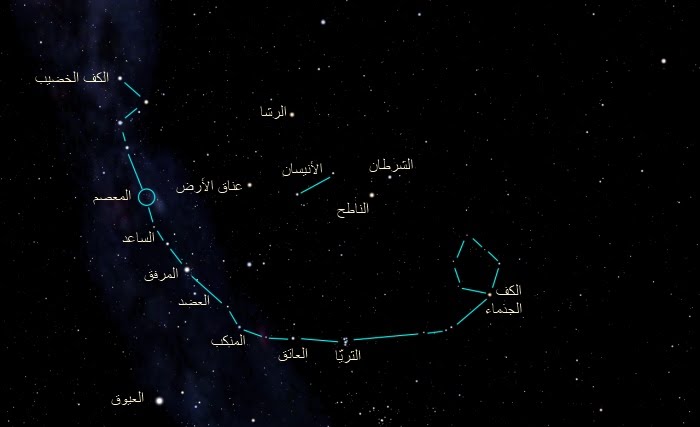 الكف الخضيب
الرشا
الشرطان
الأنيسان
عناق الأرض
المعصم
الناطح
الساعد
المرفق
العضد
الكف
الجذماء
المنكب
العاتق
الثريّا
العيوق